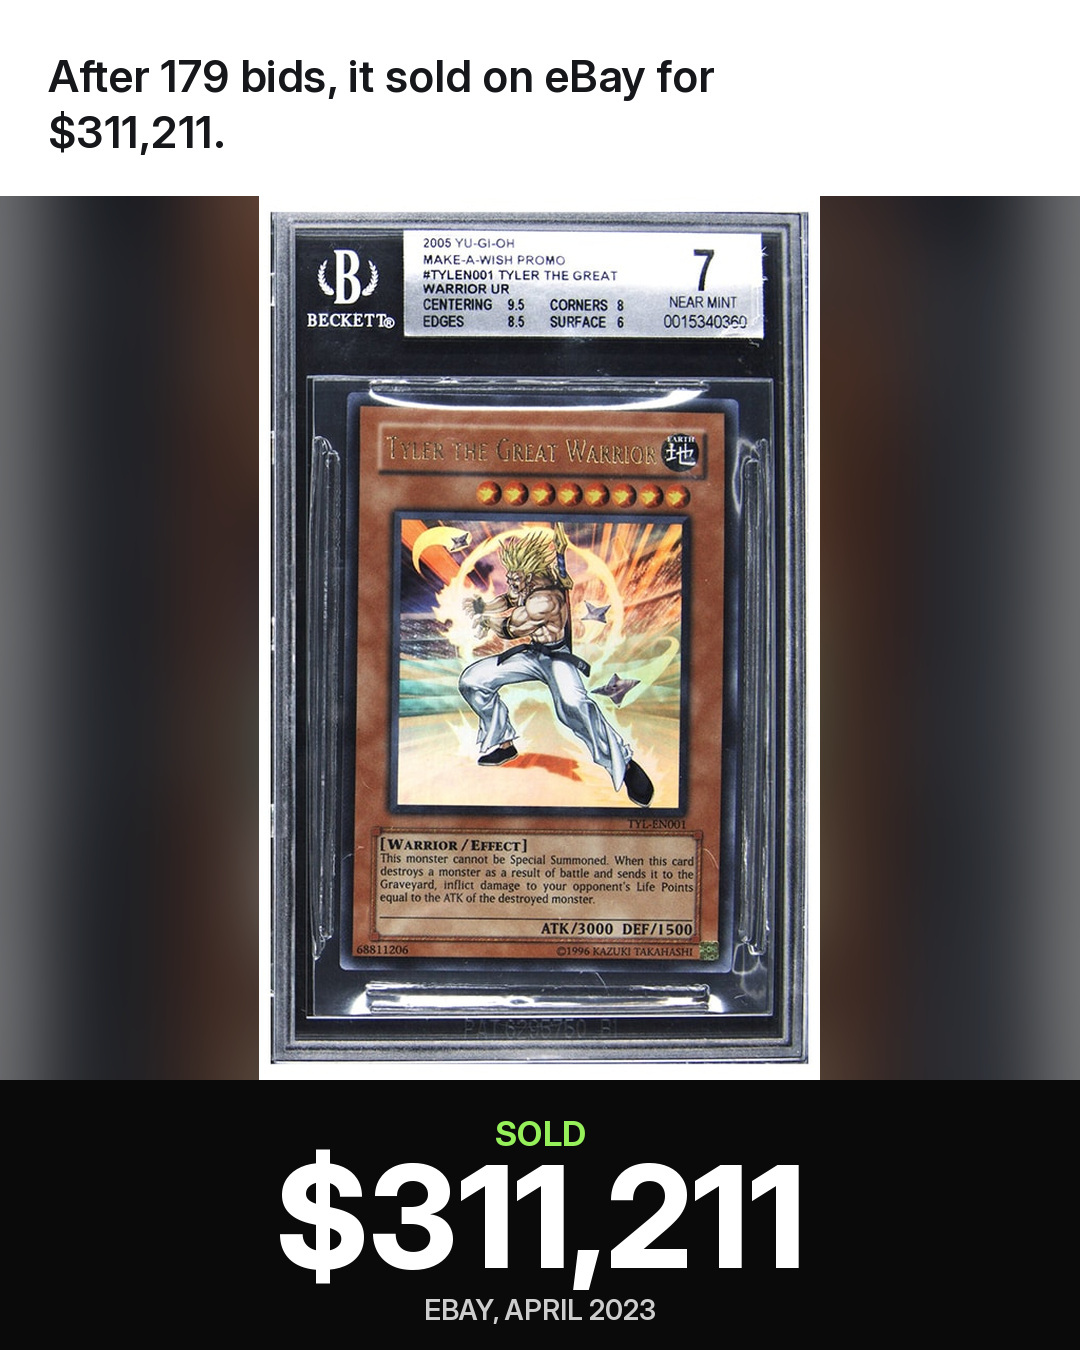 After 179 bids, it sold on eBay for
$311,211.
B
BECKETT®
2005 YU-GI-OH
MAKE-A-WISH PROMO
#TYLEN001 TYLER THE GREAT
WARRIOR UR
CENTERING 9.5 CORNERS 8
EDGES 8.5 SURFACE 6
7
NEAR MINT
0015340360
TYLER THE GREAT WARRIOR
EARTH
地
TYL-EN001
[WARRIOR / EFFECT]
This monster cannot be Special Summoned. When this card
destroys a monster as a result of battle and sends it to the
Graveyard, inflict damage to your opponent's Life Points
equal to the ATK of the destroyed monster.
ATK/3000 DEF/1500
68811206
©1996 KAZUKI TAKAHASHI
SOLD
$311,211
EBAY, APRIL 2023